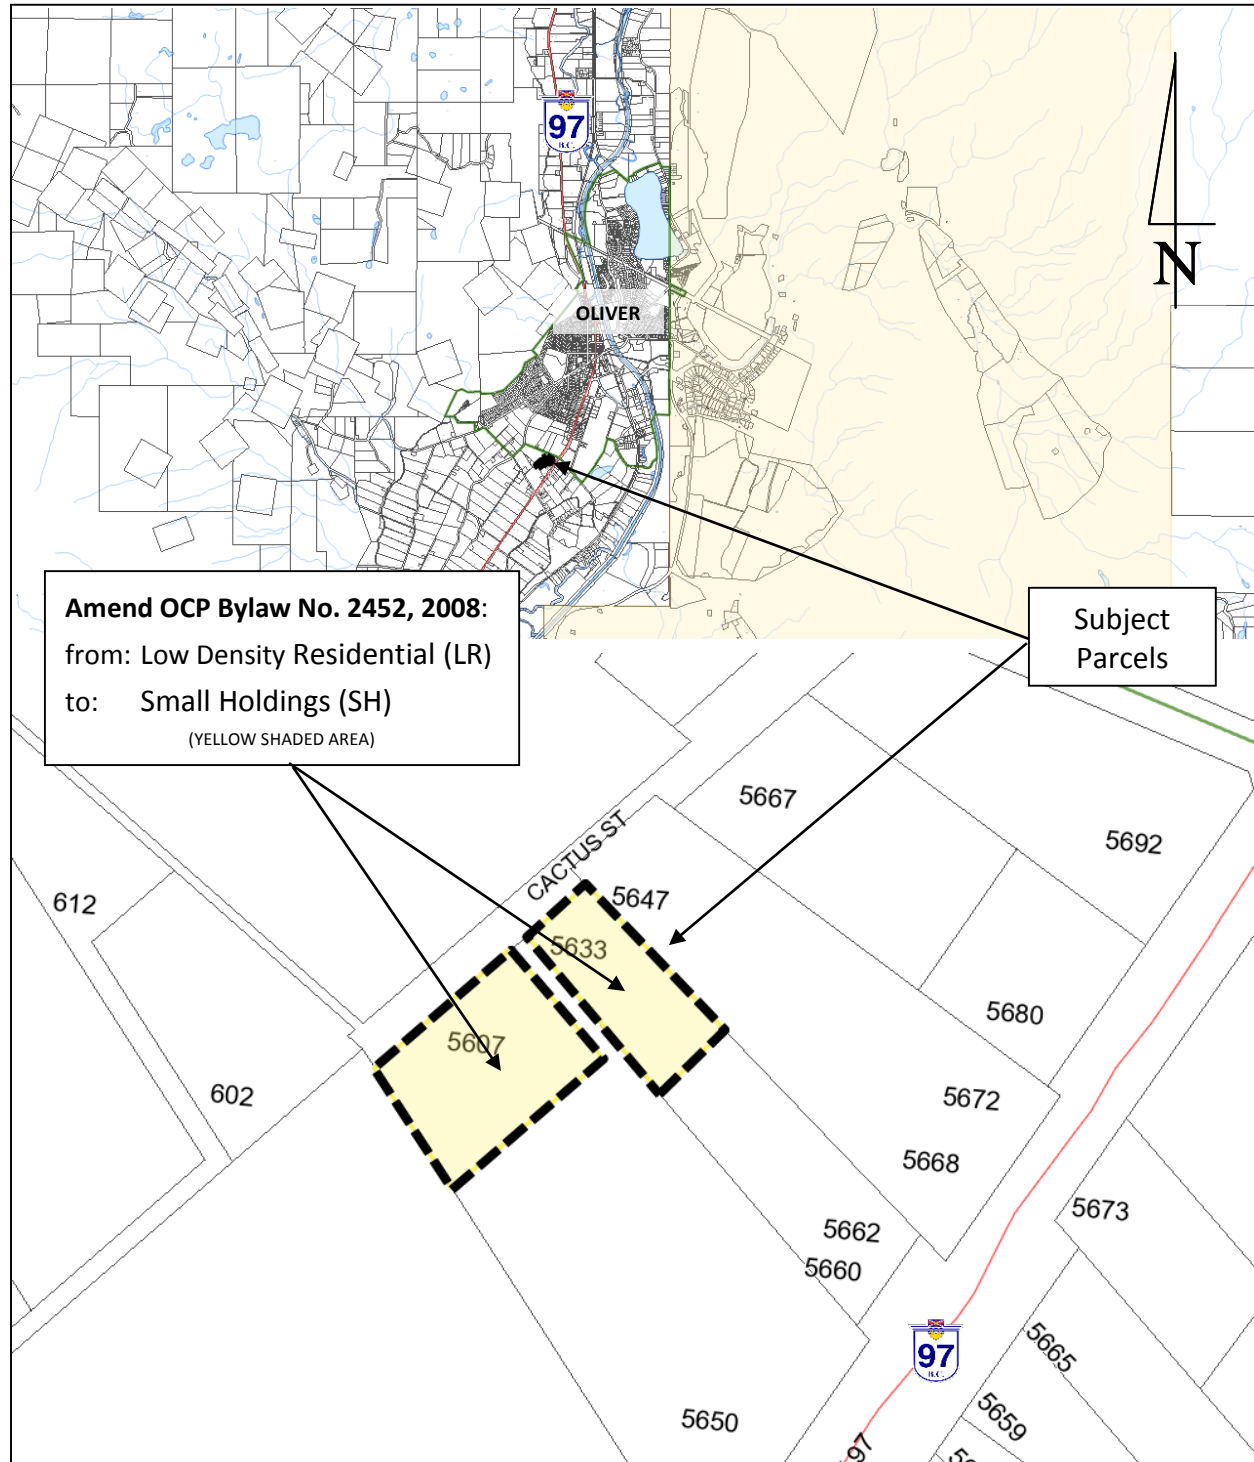 97
B.C.
N
OLIVER
Amend OCP Bylaw No. 2452, 2008:
from: Low Density Residential (LR)
to: Small Holdings (SH)
(YELLOW SHADED AREA)
Subject
Parcels
CACTUS ST
5667
5692
612
5647
5633
5607
5680
602
5672
5668
5673
5662
5660
97
B.C.
5665
5659
5650
97